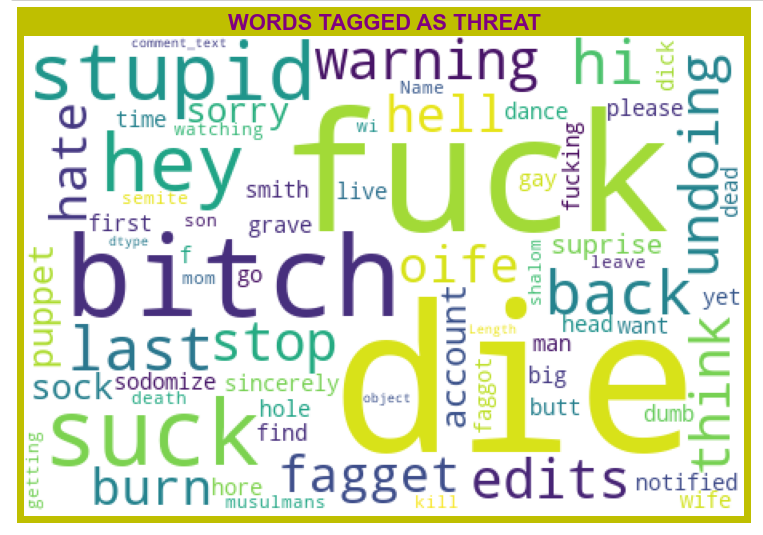 WORDS TAGGED AS THREAT
comment_text
stupid warning hi dick
Name
hate time sorry hell dance please undoing
watching wi
hey fuck fucking dead
semite smith live gay
first son grave
dtype f suprise
puppet bitch mom go oife shalom leave
back yet
last stop account Length head want think
man
sock sodomize sincerely object faggot big
death hole butt dumb
suck find die
getting burn hore fagget edits notified
musulmans kill wife